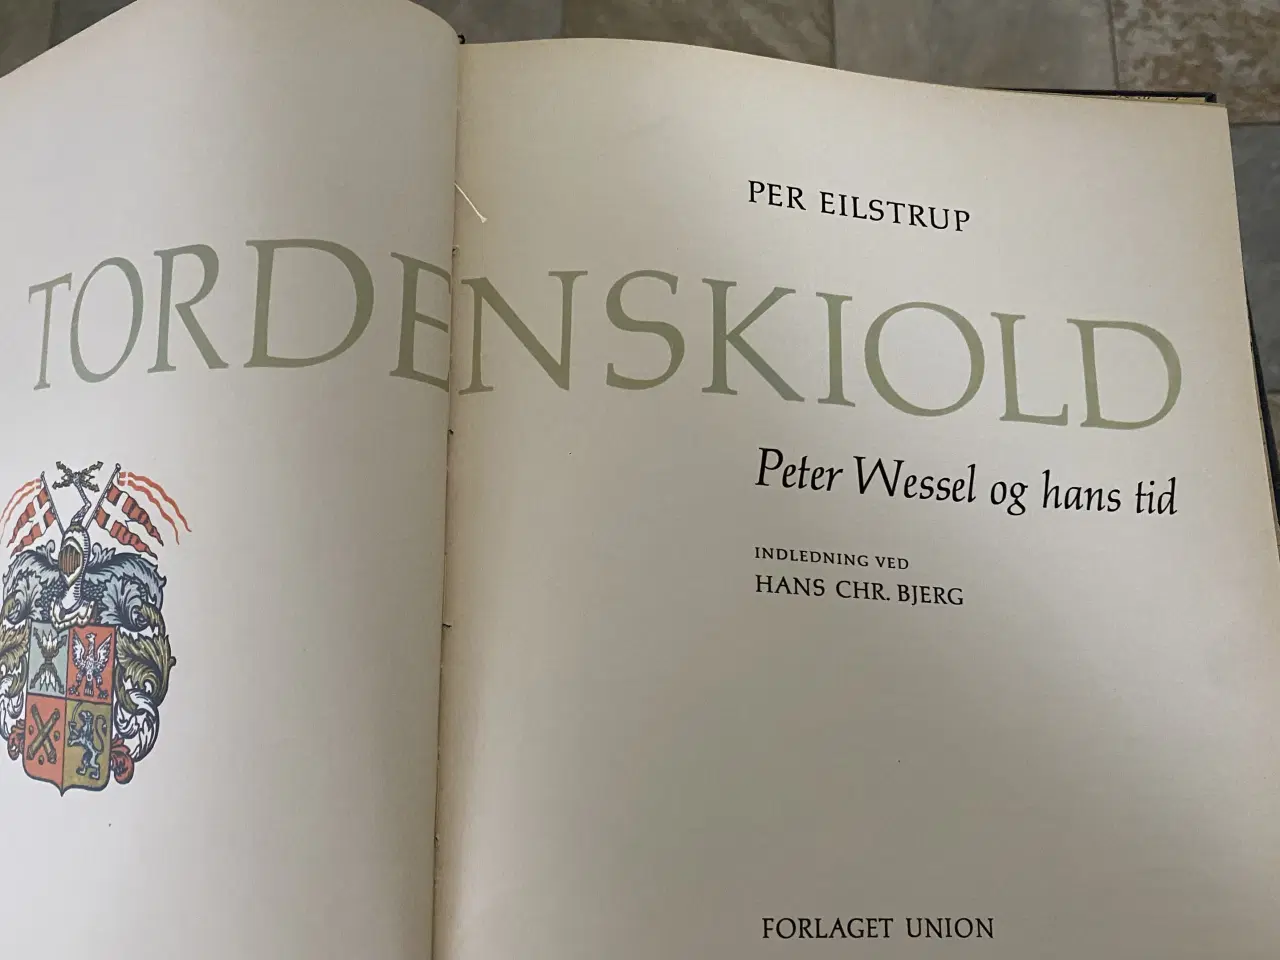 PER EILSTRUP
TORDENSKIOLD
Peter Wessel og hans tid
INDLEDNING VED
HANS CHR. BJERG
FORLAGET UNION